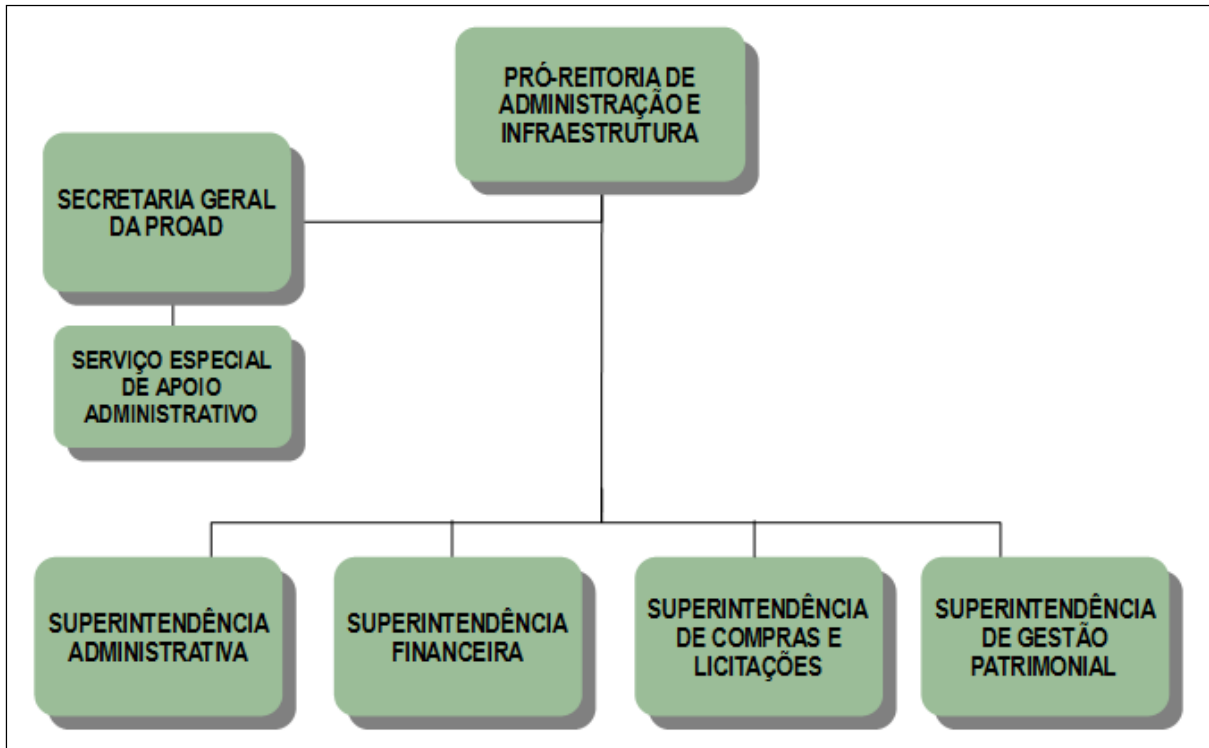 PRÓ-REITORIA DE
ADMINISTRAÇÃO E
INFRAESTRUTURA
SECRETARIA GERAL
DA PROAD
SERVIÇO ESPECIAL
DE APOIO
ADMINISTRATIVO
SUPERINTENDÊNCIA
ADMINISTRATIVA
SUPERINTENDÊNCIA
FINANCEIRA
SUPERINTENDÊNCIA
DE COMPRAS E
LICITAÇÕES
SUPERINTENDÊNCIA
DE GESTÃO
PATRIMONIAL